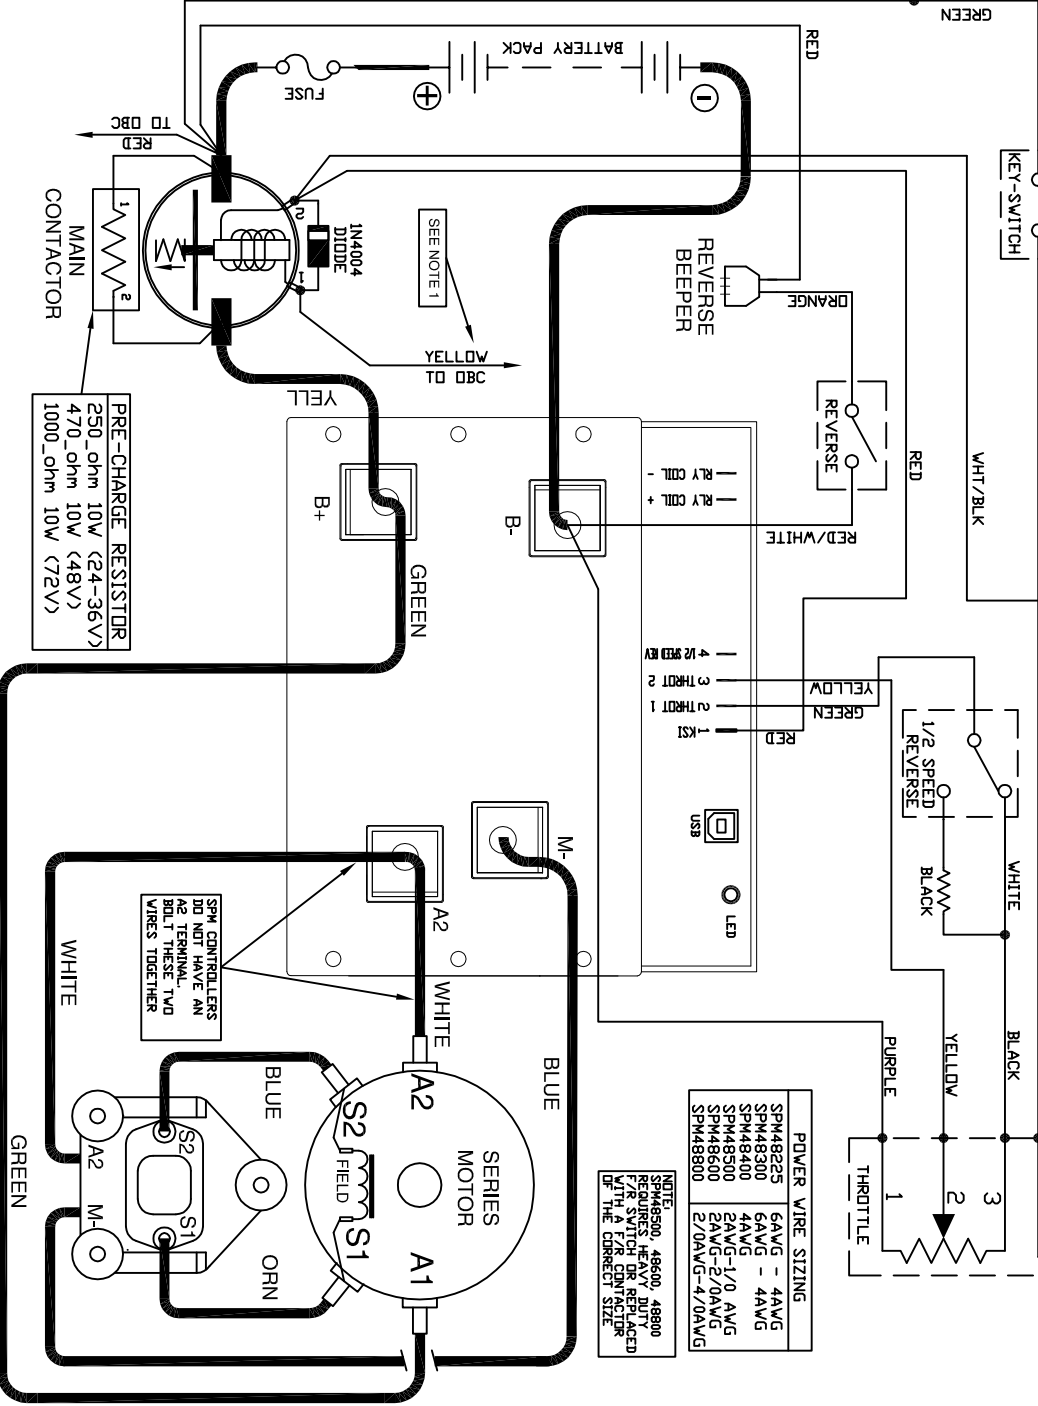 GREEN
RED
BATTERY PACK
FUSE
+
-
TO OBC
RED
KEY-SWITCH
1
2
MAIN
CONTACTOR
2
1
1N4004
DIODE
SEE NOTE 1
YELLOW
TO OBC
REVERSE
BEEPER
ORANGE
REVERSE
RED
WHT/BLK
RED/WHITE
YELL
PRE-CHARGE RESISTOR
250_ohm 10W (24-36V)
470_ohm 10W (48V)
1000_ohm 10W (72V)
B+
B-
RLY COIL -
RLY COIL +
GREEN
4 1/2 SPEED REV
3 THROT 2
2 THROT 1
1 KSI
YELLOW
GREEN
RED
1/2 SPEED
REVERSE
USB
LED
WHITE
BLACK
M-
A2
SPM CONTROLLERS
DO NOT HAVE AN
A2 TERMINAL.
BOLT THESE TWO
WIRES TOGETHER
WHITE
WHITE
BLUE
PURPLE
YELLOW
BLACK
POWER WIRE SIZING
SPM48225 6AWG - 4AWG
SPM48300 6AWG - 4AWG
SPM48400 4AWG
SPM48500 2AWG-1/0 AWG
SPM48600 2AWG-2/0AWG
SPM48800 2/0AWG-4/0AWG
THROTTLE
1
2
3
NOTE:
SPM48500, 48600, 48800
REQUIRES HEAVY DUTY
F/R SWITCH OR REPLACED
WITH A F/R CONTACTOR
OF THE CORRECT SIZE
BLUE
A2
S2
FIELD
S1
A1
SERIES
MOTOR
S2
S1
A2
M-
ORN
GREEN